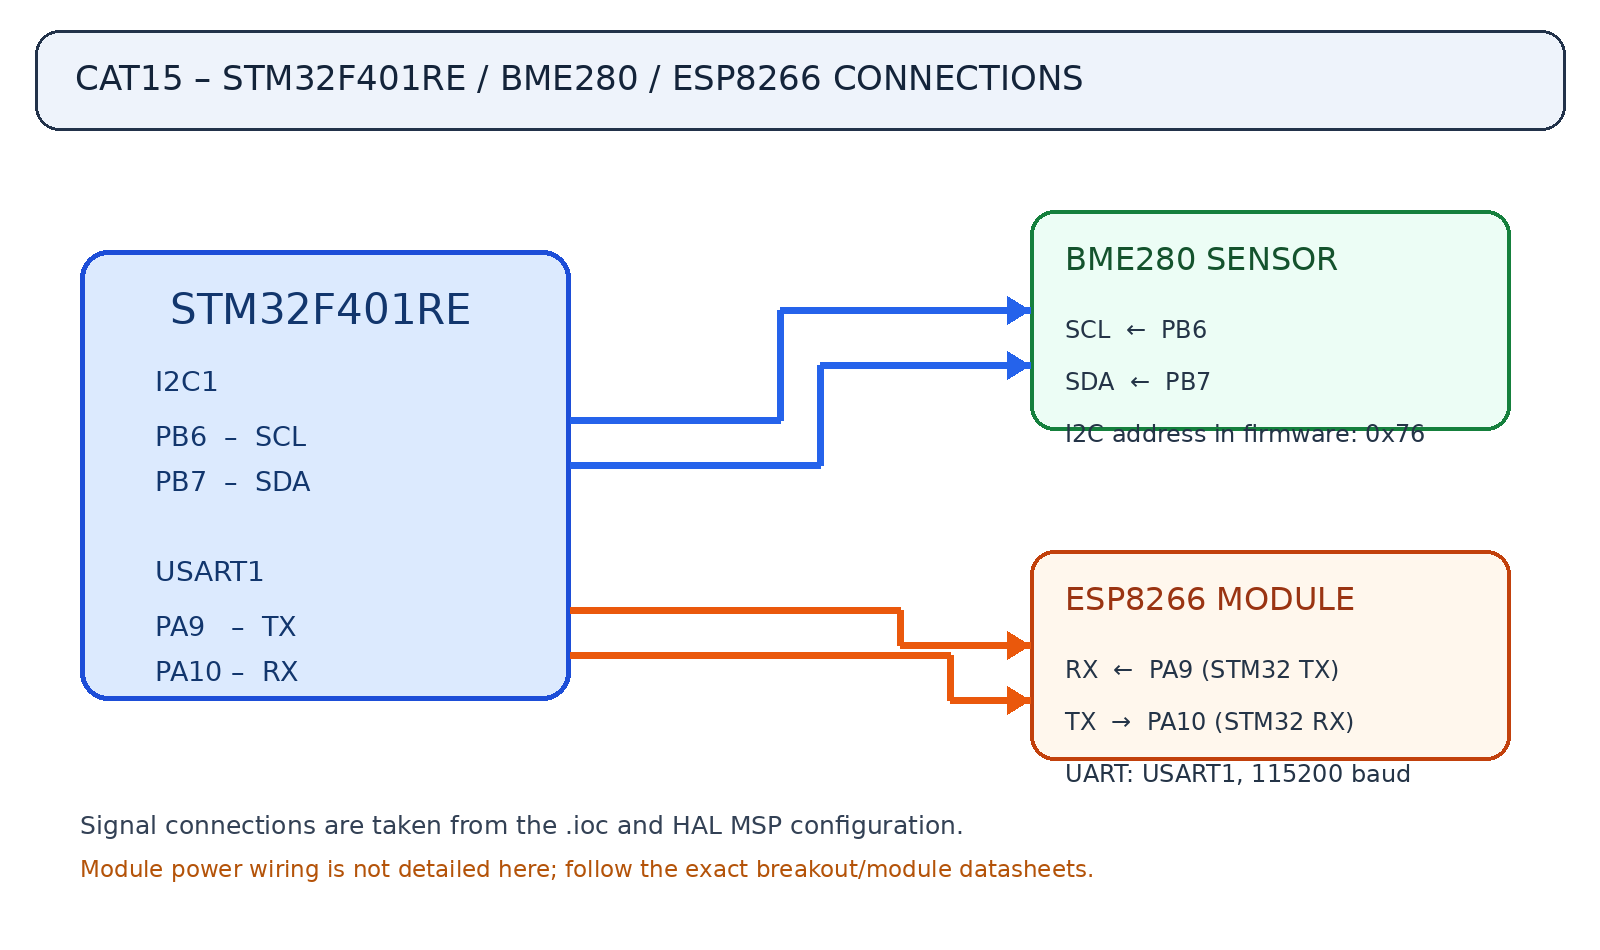 CAT15 – STM32F401RE / BME280 / ESP8266 CONNECTIONS
STM32F401RE
I2C1
PB6 – SCL
PB7 – SDA
USART1
PA9 – TX
PA10 – RX
BME280 SENSOR
SCL ← PB6
SDA ← PB7
I2C address in firmware: 0x76
ESP8266 MODULE
RX ← PA9 (STM32 TX)
TX → PA10 (STM32 RX)
UART: USART1, 115200 baud
Signal connections are taken from the .ioc and HAL MSP configuration.
Module power wiring is not detailed here; follow the exact breakout/module datasheets.